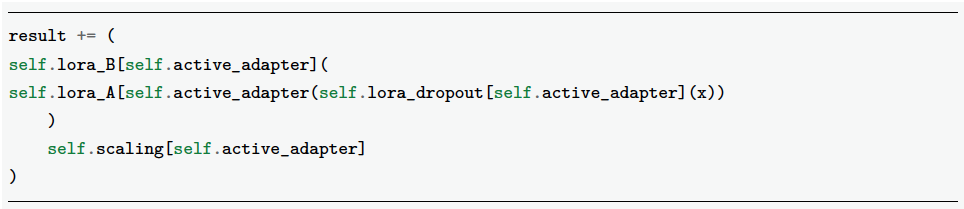 result += (
self.lora_B[self.active_adapter](
self.lora_A[self.active_adapter(self.lora_dropout[self.active_adapter](x))
    )
    self.scaling[self.active_adapter]
)